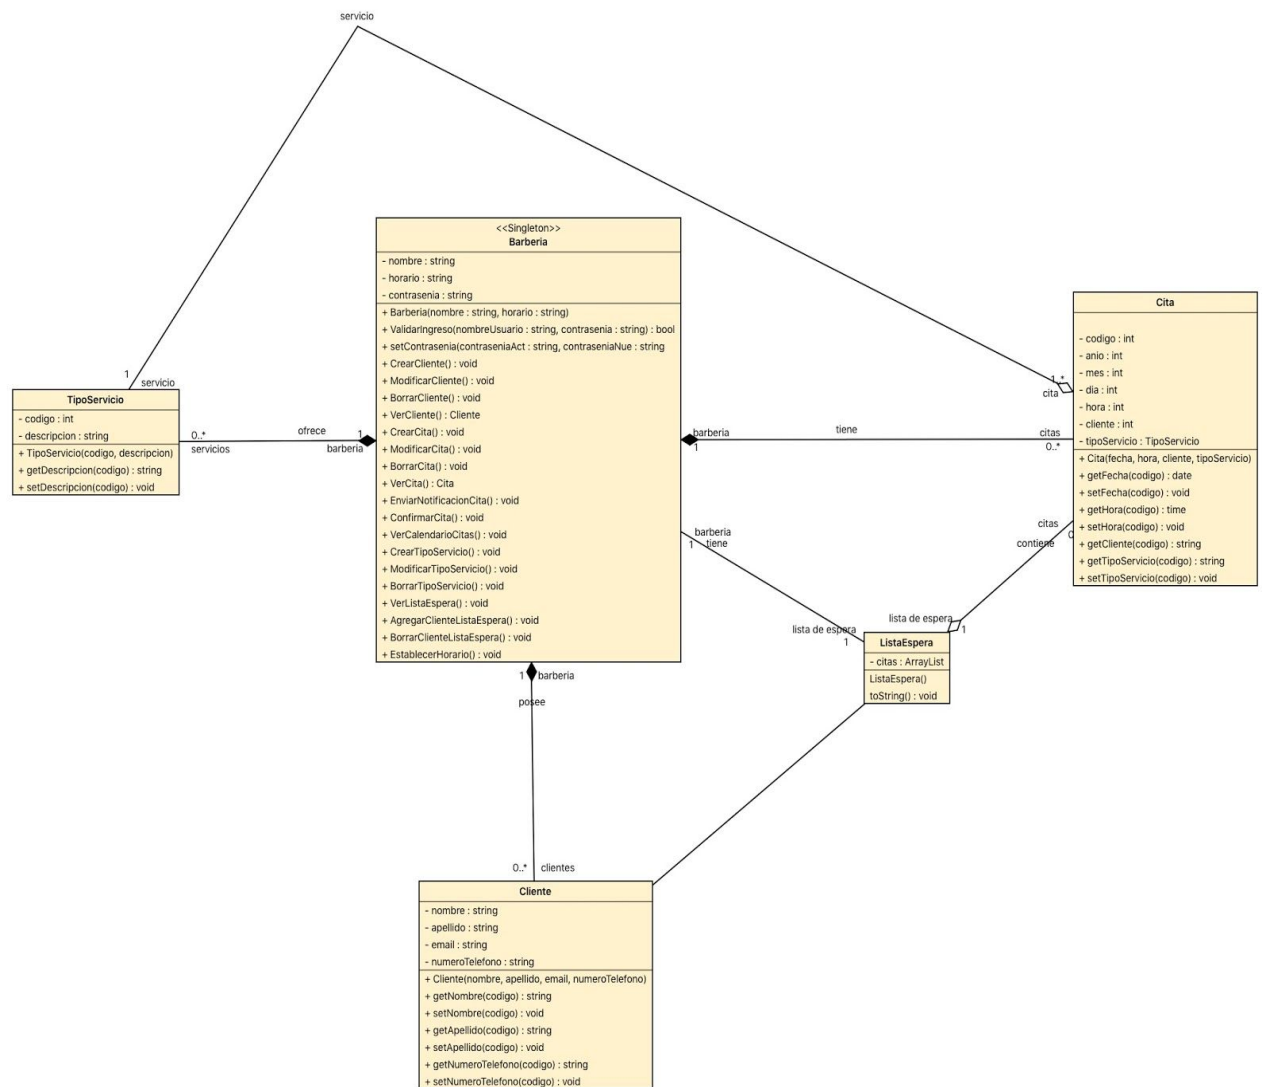 servicio
<<Singleton>>
Barberia
- nombre : string
- horario : string
- contrasenia : string
+ Barberia(nombre : string, horario : string)
+ ValidarIngreso(nombreUsuario : string, contrasenia : string) : bool
+ setContrasenia(contraseniaAct : string, contraseniaNue : string
+ CrearCliente() : void
+ ModificarCliente() : void
+ BorrarCliente() : void
+ VerCliente() : Cliente
+ CrearCita() : void
+ ModificarCita() : void
+ BorrarCita() : void
+ VerCita() : Cita
+ EnviarNotificacionCita() : void
+ ConfirmarCita() : void
+ VerCalendarioCitas() : void
+ CrearTipoServicio() : void
+ ModificarTipoServicio() : void
+ BorrarTipoServicio() : void
+ VerListaEspera() : void
+ AgregarClienteListaEspera() : void
+ BorrarClienteListaEspera() : void
+ EstablecerHorario() : void
Cita
- codigo : int
- anio : int
- mes : int
- dia : int
- hora : int
- cliente : int
- tipoServicio : TipoServicio
+ Cita(fecha, hora, cliente, tipoServicio)
+ getFecha(codigo) : date
+ setFecha(codigo) : void
+ getHora(codigo) : time
+ setHora(codigo) : void
+ getCliente(codigo) : string
+ getTipoServicio(codigo) : string
+ setTipoServicio(codigo) : void
1..*
cita
1
servicio
TipoServicio
- codigo : int
- descripcion : string
+ TipoServicio(codigo, descripcion)
+ getDescripcion(codigo) : string
+ setDescripcion(codigo) : void
0..*
servicios
ofrece
1
barberia
barberia
1
tiene
citas
0..*
barberia
1
tiene
citas
0
contiene
lista de espera
1
lista de espera
1
ListaEspera
- citas : ArrayList
ListaEspera()
toString() : void
1
barberia
posee
0..*
clientes
Cliente
- nombre : string
- apellido : string
- email : string
- numeroTelefono : string
+ Cliente(nombre, apellido, email, numeroTelefono)
+ getNombre(codigo) : string
+ setNombre(codigo) : void
+ getApellido(codigo) : string
+ setApellido(codigo) : void
+ getNumeroTelefono(codigo) : string
+ setNumeroTelefono(codigo) : void